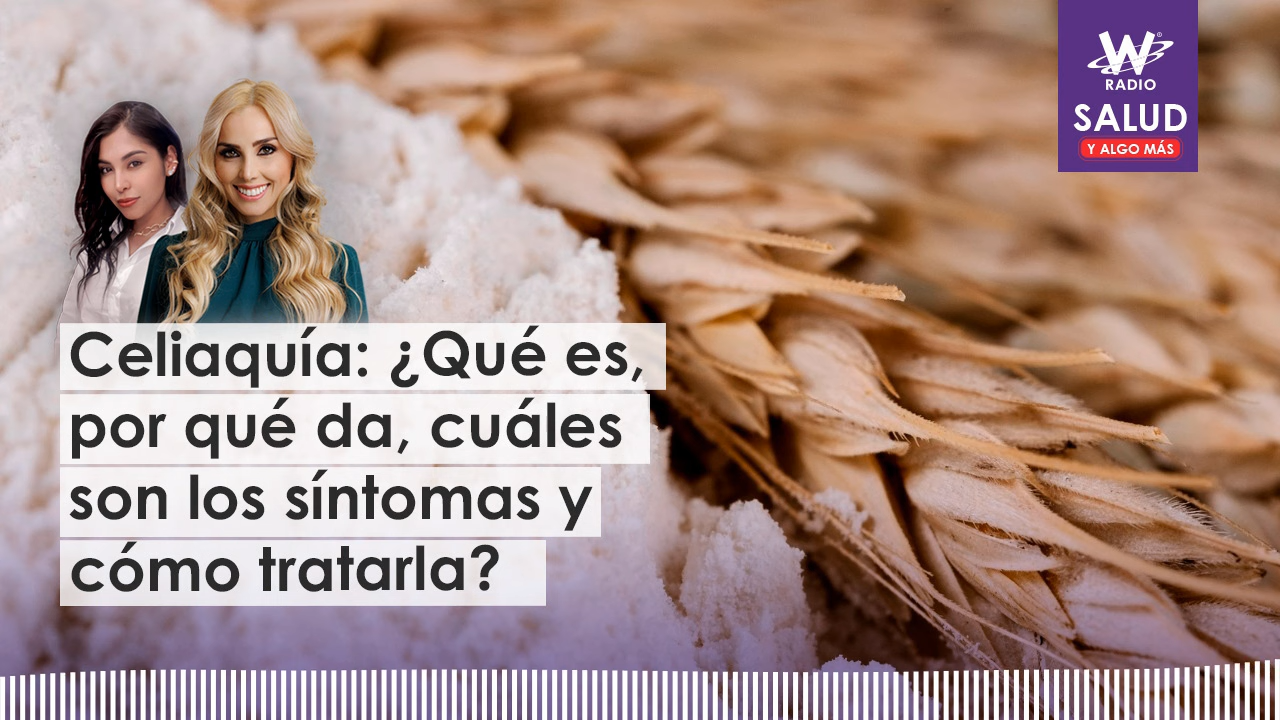 W
RADIO
SALUD
Y ALGO MÁS
Celiaquía: ¿Qué es,
por qué da, cuáles
son los síntomas y
cómo tratarla?